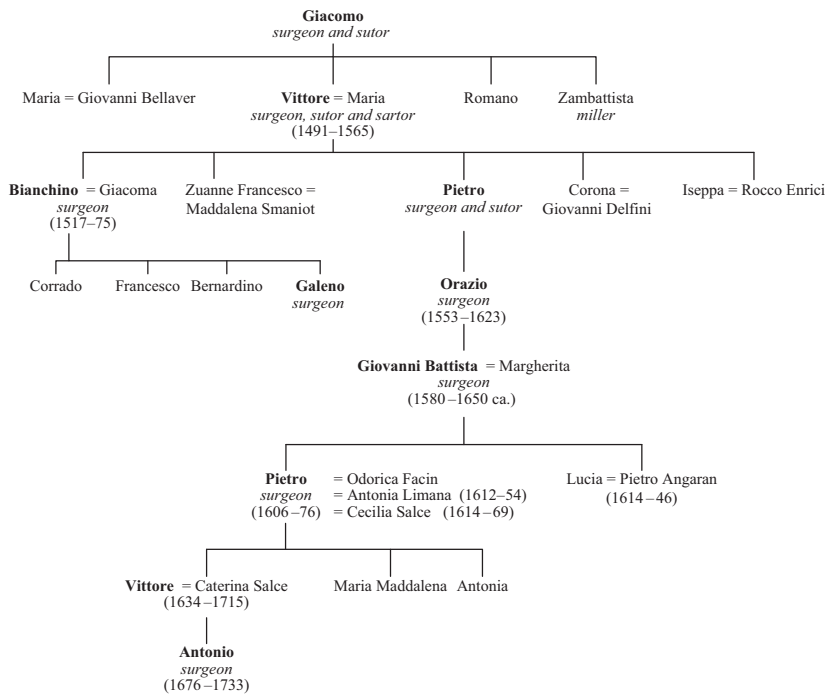 Giacomo
surgeon and sutor
Maria = Giovanni Bellaver
Vittore = Maria
surgeon, sutor and sartor
(1491–1565)
Romano
Zambattista
miller
Bianchino = Giacoma
surgeon
(1517–75)
Zuanne Francesco =
Maddalena Smaniot
Pietro
surgeon and sutor
Corona =
Giovanni Delfini
Iseppa = Rocco Enrici
Corrado
Francesco
Bernardino
Galeno
surgeon
Orazio
surgeon
(1553–1623)
Giovanni Battista = Margherita
surgeon
(1580–1650 ca.)
Pietro = Odorica Facin
surgeon = Antonia Limana (1612–54)
(1606–76) = Cecilia Salce (1614–69)
Lucia = Pietro Angaran
(1614–46)
Vittore = Caterina Salce
(1634–1715)
Maria Maddalena
Antonia
Antonio
surgeon
(1676–1733)